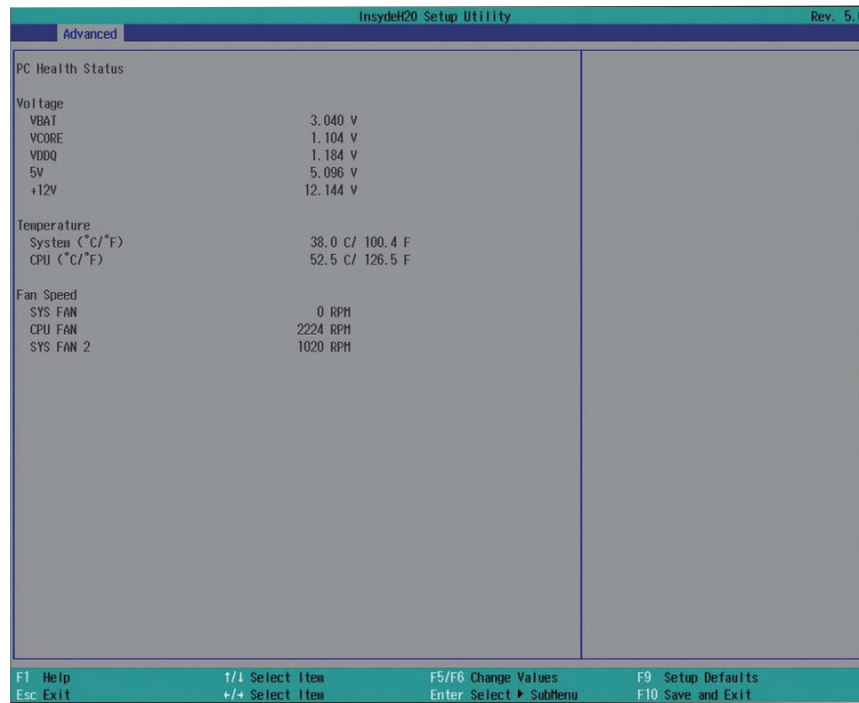 InsydeH20 Setup Utility Rev. 5.
Advanced
PC Health Status
Voltage
VBAT 3.040 V
VCORE 1.104 V
VDDQ 1.184 V
5V 5.096 V
+12V 12.144 V
Temperature
System (°C/°F) 38.0 C/ 100.4 F
CPU (°C/°F) 52.5 C/ 126.5 F
Fan Speed
SYS FAN 0 RPM
CPU FAN 2224 RPM
SYS FAN 2 1020 RPM
F1 Help ↑/↓ Select Item F5/F6 Change Values F9 Setup Defaults
Esc Exit ←/→ Select Item Enter Select ▶ SubMenu F10 Save and Exit